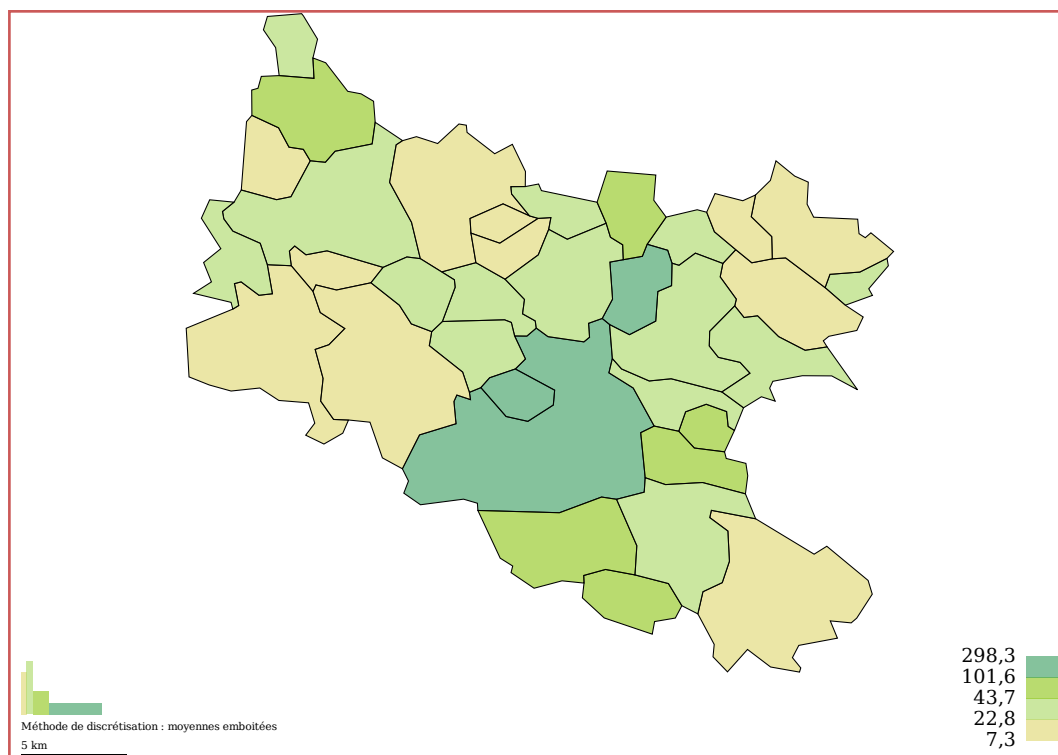 298,3
101,6
43,7
22,8
7,3
Méthode de discrétisation : moyennes emboitées
5 km